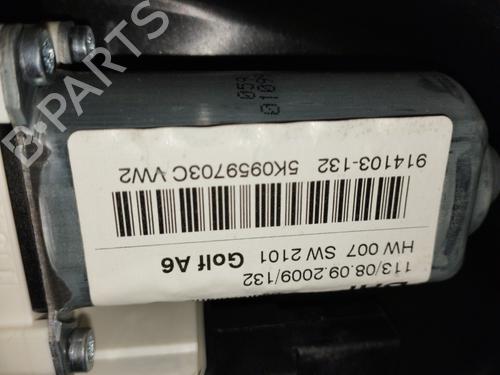 113/08.09.2009/132
HW 007 SW 2101 Golf A6
914103-132 5K0959703C VW2
B-PARTS